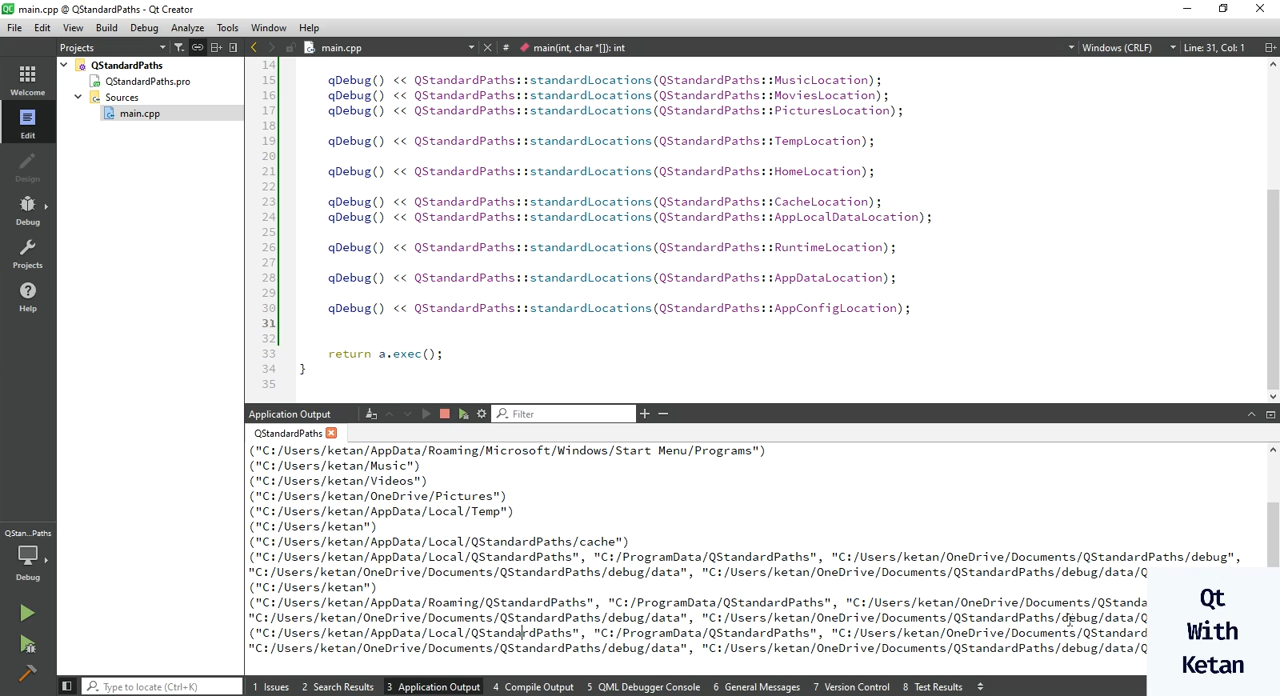 QC main.cpp @ QStandardPaths - Qt Creator
File Edit View Build Debug Analyze Tools Window Help
Projects main.cpp # main(int, char *[]): int Windows (CRLF) Line: 31, Col: 1
QStandardPaths
QStandardPaths.pro
Sources
main.cpp
Welcome
Edit
Design
Debug
Projects
Help
QStan...Paths
Debug
14
15 qDebug() << QStandardPaths::standardLocations(QStandardPaths::MusicLocation);
16 qDebug() << QStandardPaths::standardLocations(QStandardPaths::MoviesLocation);
17 qDebug() << QStandardPaths::standardLocations(QStandardPaths::PicturesLocation);
18
19 qDebug() << QStandardPaths::standardLocations(QStandardPaths::TempLocation);
20
21 qDebug() << QStandardPaths::standardLocations(QStandardPaths::HomeLocation);
22
23 qDebug() << QStandardPaths::standardLocations(QStandardPaths::CacheLocation);
24 qDebug() << QStandardPaths::standardLocations(QStandardPaths::AppLocalDataLocation);
25
26 qDebug() << QStandardPaths::standardLocations(QStandardPaths::RuntimeLocation);
27
28 qDebug() << QStandardPaths::standardLocations(QStandardPaths::AppDataLocation);
29
30 qDebug() << QStandardPaths::standardLocations(QStandardPaths::AppConfigLocation);
31
32
33 return a.exec();
34 }
35
Application Output Filter
QStandardPaths
("C:/Users/ketan/AppData/Roaming/Microsoft/Windows/Start Menu/Programs")
("C:/Users/ketan/Music")
("C:/Users/ketan/Videos")
("C:/Users/ketan/OneDrive/Pictures")
("C:/Users/ketan/AppData/Local/Temp")
("C:/Users/ketan")
("C:/Users/ketan/AppData/Local/QStandardPaths/cache")
("C:/Users/ketan/AppData/Local/QStandardPaths", "C:/ProgramData/QStandardPaths", "C:/Users/ketan/OneDrive/Documents/QStandardPaths/debug",
"C:/Users/ketan/OneDrive/Documents/QStandardPaths/debug/data", "C:/Users/ketan/OneDrive/Documents/QStandardPaths/debug/data/Q
("C:/Users/ketan")
("C:/Users/ketan/AppData/Roaming/QStandardPaths", "C:/ProgramData/QStandardPaths", "C:/Users/ketan/OneDrive/Documents/QStanda
"C:/Users/ketan/OneDrive/Documents/QStandardPaths/debug/data", "C:/Users/ketan/OneDrive/Documents/QStandardPaths/debug/data/Q
("C:/Users/ketan/AppData/Local/QStandardPaths", "C:/ProgramData/QStandardPaths", "C:/Users/ketan/OneDrive/Documents/QStandard
"C:/Users/ketan/OneDrive/Documents/QStandardPaths/debug/data", "C:/Users/ketan/OneDrive/Documents/QStandardPaths/debug/data/Q
Qt
With
Ketan
Type to locate (Ctrl+K) 1 Issues 2 Search Results 3 Application Output 4 Compile Output 5 QML Debugger Console 6 General Messages 7 Version Control 8 Test Results